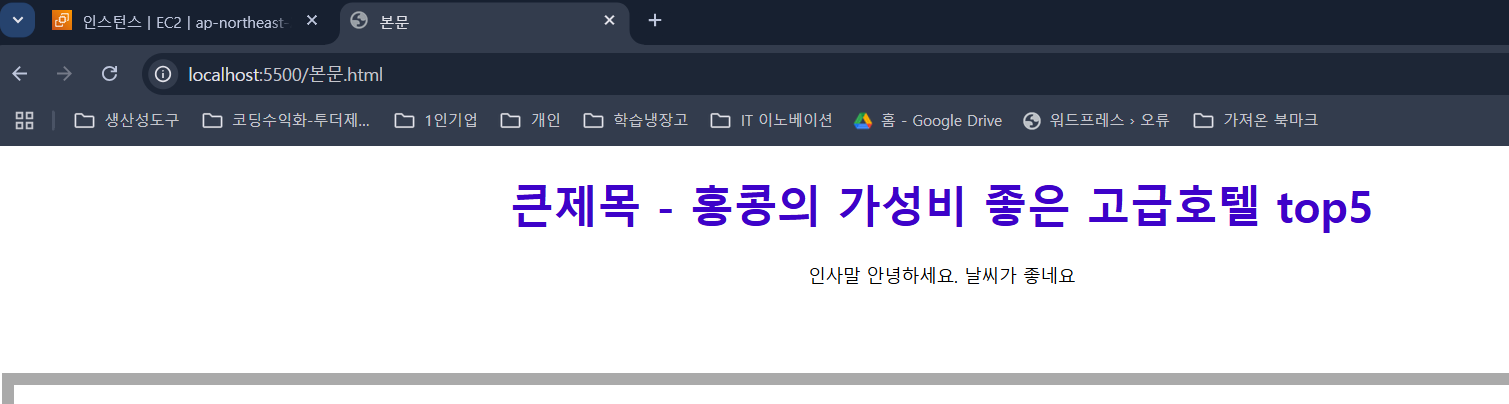 인스턴스 | EC2 | ap-northeast-
본문
localhost:5500/본문.html
생산성도구 코딩수익화-투더제... 1인기업 개인 학습냉장고 IT 이노베이션 홈 - Google Drive 워드프레스 › 오류 가져온 북마크
큰제목 - 홍콩의 가성비 좋은 고급호텔 top5
인사말 안녕하세요. 날씨가 좋네요